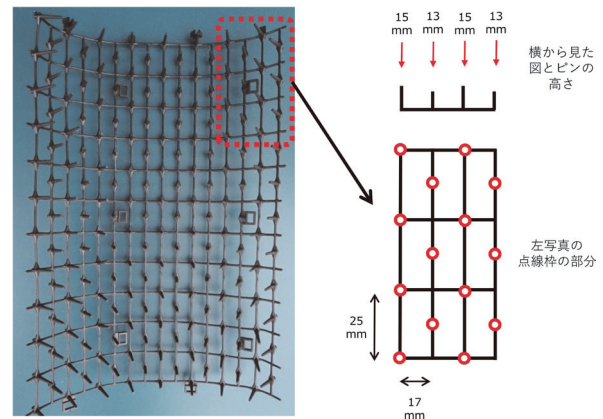 15
mm
13
mm
15
mm
13
mm
横から見た
図とピンの
高さ
左写真の
点線枠の部分
25
mm
17
mm